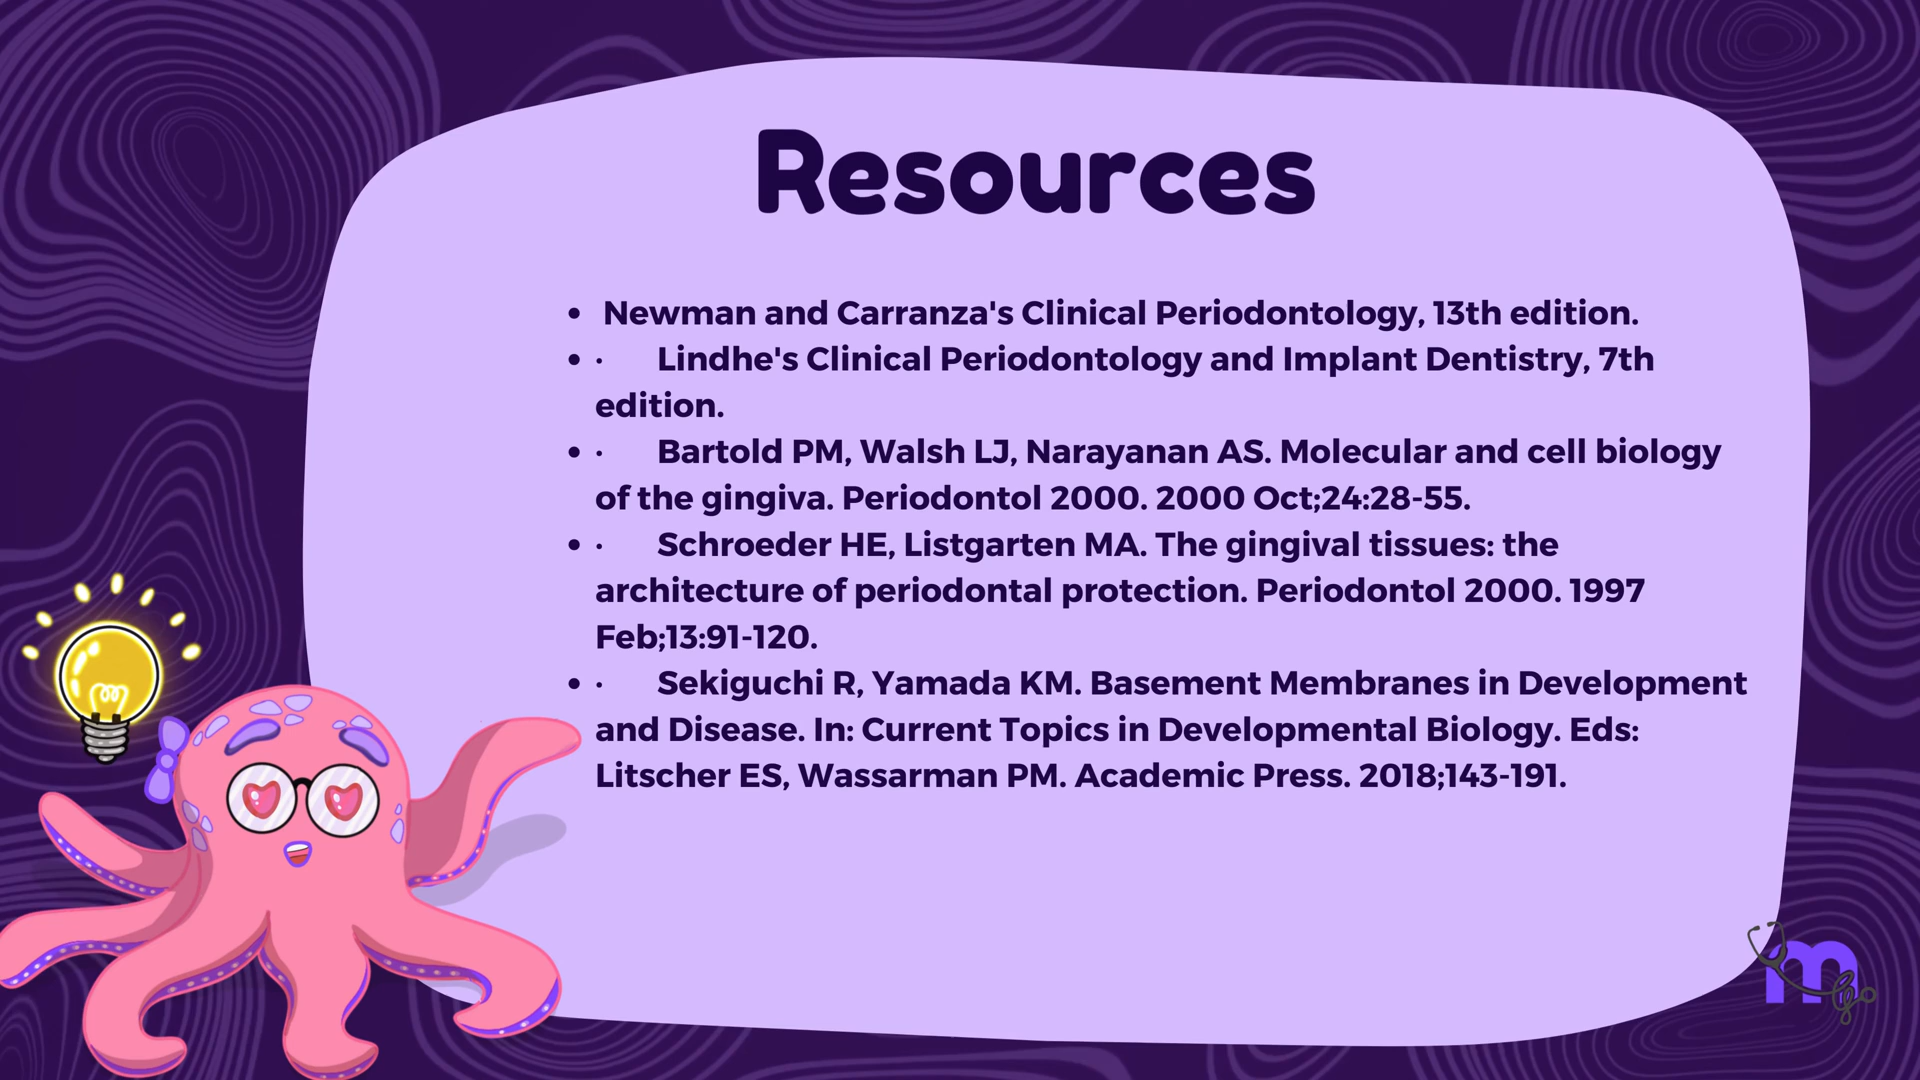 Resources
• Newman and Carranza's Clinical Periodontology, 13th edition.
• · Lindhe's Clinical Periodontology and Implant Dentistry, 7th
edition.
• · Bartold PM, Walsh LJ, Narayanan AS. Molecular and cell biology
of the gingiva. Periodontol 2000. 2000 Oct;24:28-55.
• · Schroeder HE, Listgarten MA. The gingival tissues: the
architecture of periodontal protection. Periodontol 2000. 1997
Feb;13:91-120.
• · Sekiguchi R, Yamada KM. Basement Membranes in Development
and Disease. In: Current Topics in Developmental Biology. Eds:
Litscher ES, Wassarman PM. Academic Press. 2018;143-191.
m
go